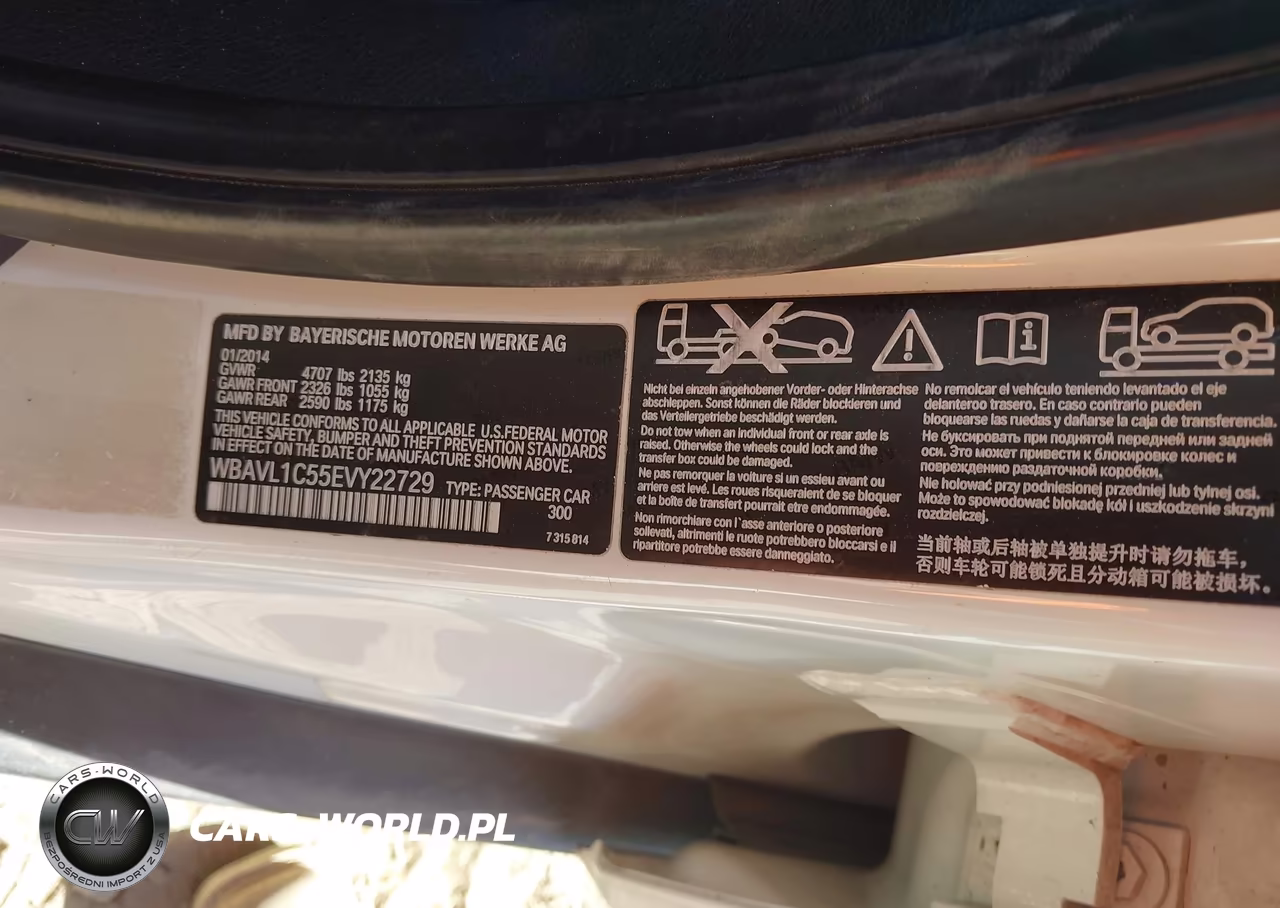 MFD BY BAYERISCHE MOTOREN WERKE AG
01/2014
GVWR 4707 lbs 2135 kg
GAWR FRONT 2326 lbs 1055 kg
GAWR REAR 2590 lbs 1175 kg
THIS VEHICLE CONFORMS TO ALL APPLICABLE U.S.FEDERAL MOTOR
VEHICLE SAFETY, BUMPER AND THEFT PREVENTION STANDARDS
IN EFFECT ON THE DATE OF MANUFACTURE SHOWN ABOVE.
WBAVL1C55EVY22729 TYPE: PASSENGER CAR
300
7 315 814
Nicht bei einzeln angehobener Vorder- oder Hinterachse
abschleppen. Sonst können die Räder blockieren und
das Verteilergetriebe beschädigt werden.
Do not tow when an individual front or rear axle is
raised. Otherwise the wheels could lock and the
transfer box could be damaged.
Ne pas remorquer la voiture si un essieu avant ou
arriere est levé. Les roues risqueraient de se bloquer
et la boîte de transfert pourrait etre endommagée.
Non rimorchiare con l`asse anteriore o posteriore
sollevati, altrimenti le ruote potrebbero bloccarsi e il
ripartitore potrebbe essere danneggiato.
No remolcar el vehículo teniendo levantado el eje
delanteroo trasero. En caso contrario pueden
bloquearse las ruedas y dañarse la caja de transferencia.
Не буксировать при поднятой передней или задней
оси. Это может привести к блокировке колес и
повреждению раздаточной коробки.
Nie holować przy podniesionej przedniej lub tylnej osi.
Może to spowodować blokadę kół i uszkodzenie skrzyni
rozdzielczej.
当前轴或后轴被单独提升时请勿拖车，
否则车轮可能锁死且分动箱可能被损坏。
CARS-WORLD
CW
BEZPOŚREDNI IMPORT Z USA
CARS-WORLD.PL